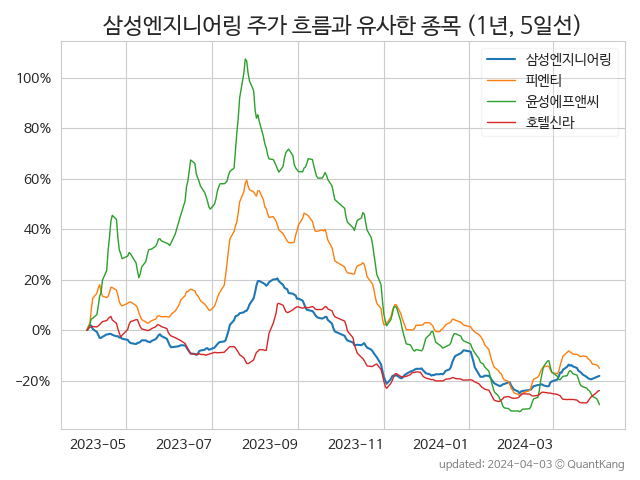 삼성엔지니어링 주가 흐름과 유사한 종목 (1년, 5일선)
삼성엔지니어링
피엔티
윤성에프앤씨
호텔신라
100%
80%
60%
40%
20%
0%
−20%
2023-05 2023-07 2023-09 2023-11 2024-01 2024-03
updated: 2024-04-03 © QuantKang